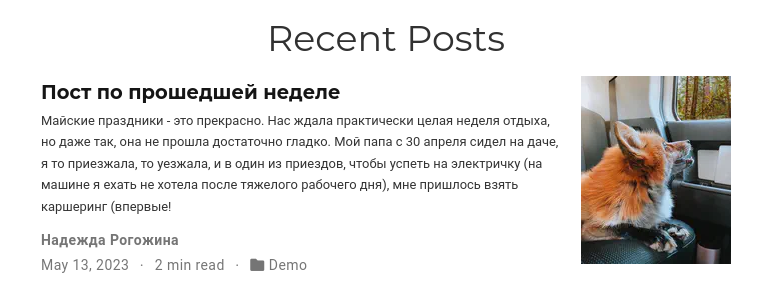 Recent Posts
Пост по прошедшей неделе
Майские праздники - это прекрасно. Нас ждала практически целая неделя отдыха,
но даже так, она не прошла достаточно гладко. Мой папа с 30 апреля сидел на даче,
я то приезжала, то уезжала, и в один из приездов, чтобы успеть на электричку (на
машине я ехать не хотела после тяжелого рабочего дня), мне пришлось взять
каршеринг (впервые!
Надежда Рогожина
May 13, 2023 · 2 min read · Demo